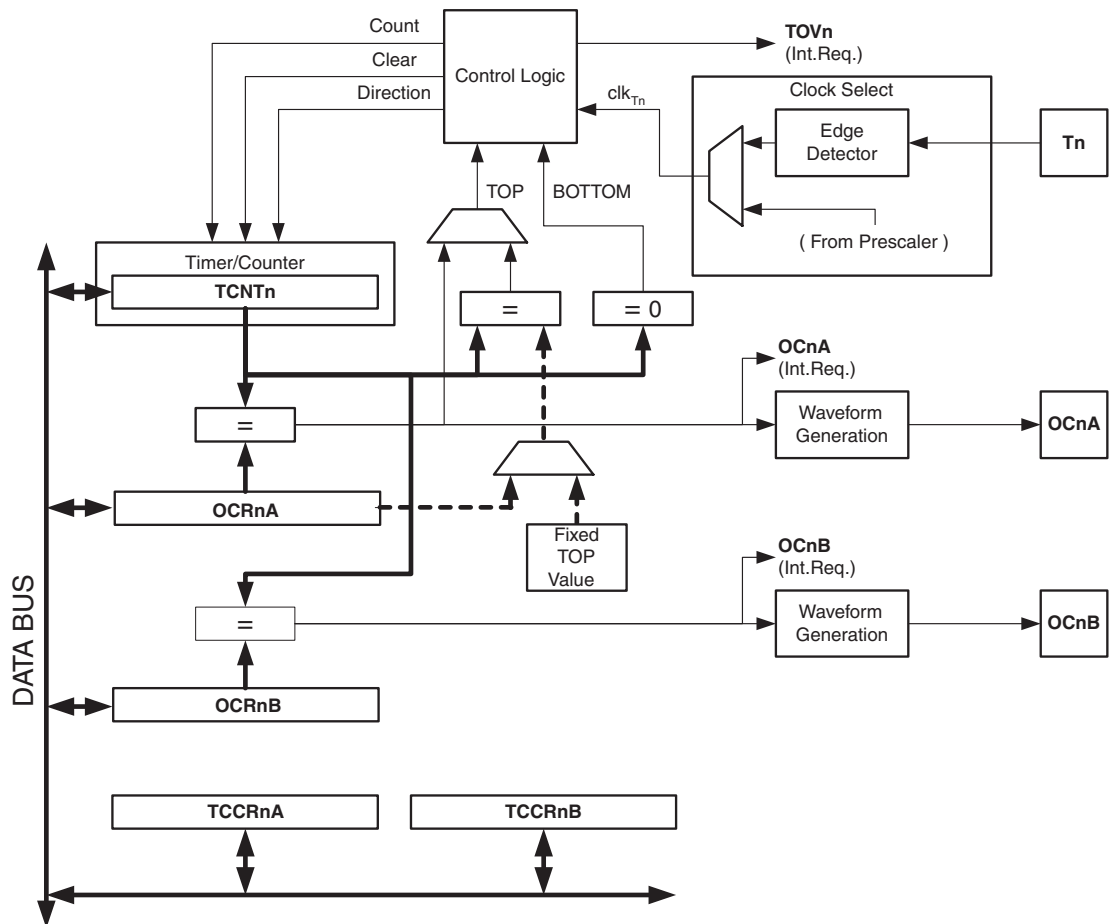 Count
Clear
Direction
Control Logic
TOVn
(Int.Req.)
clkTn
Clock Select
Edge
Detector
Tn
( From Prescaler )
TOP
BOTTOM
Timer/Counter
TCNTn
=
= 0
OCnA
(Int.Req.)
=
Waveform
Generation
OCnA
OCRnA
Fixed
TOP
Value
OCnB
(Int.Req.)
=
Waveform
Generation
OCnB
OCRnB
DATA BUS
TCCRnA
TCCRnB